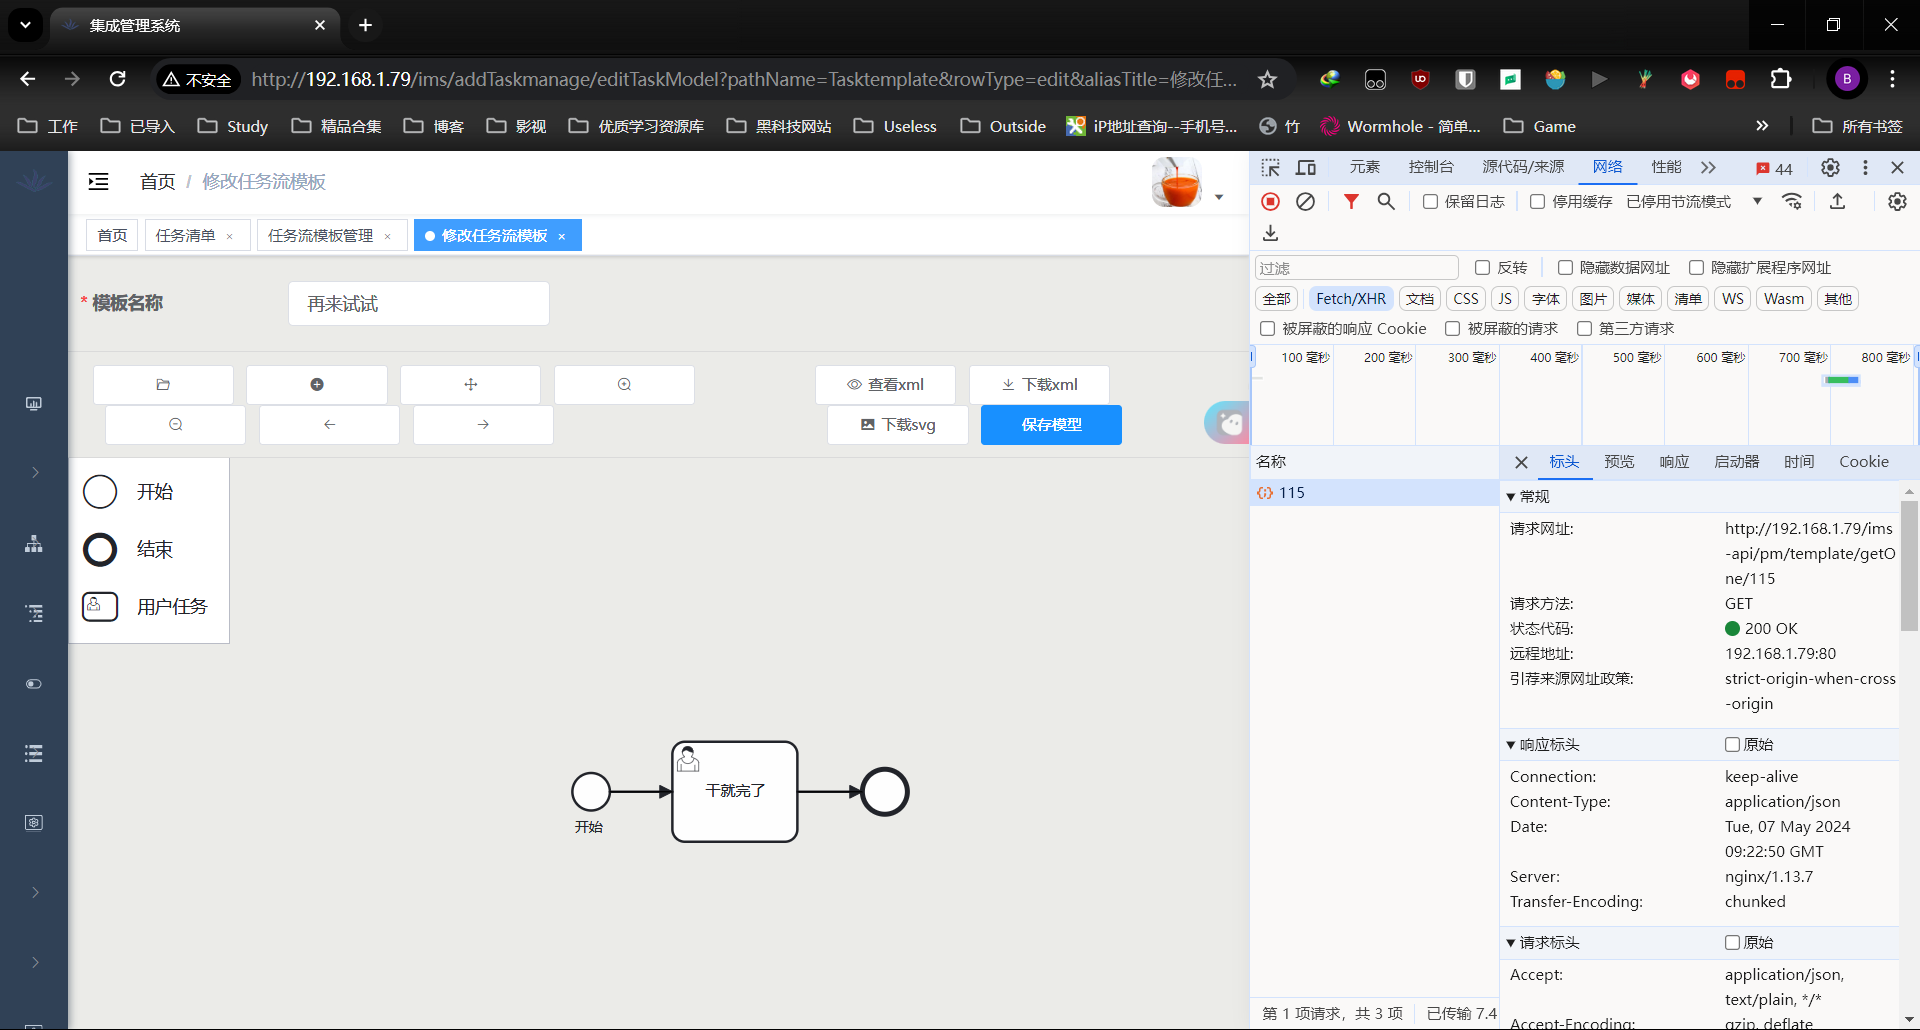 集成管理系统
不安全
http://192.168.1.79/ims/addTaskmanage/editTaskModel?pathName=Tasktemplate&rowType=edit&aliasTitle=修改任...
B
工作
已导入
Study
精品合集
博客
影视
优质学习资源库
黑科技网站
Useless
Outside
iP地址查询--手机号...
竹
Wormhole - 简单...
Game
所有书签
首页 / 修改任务流模板
首页
任务清单 ×
任务流模板管理 ×
修改任务流模板 ×
* 模板名称
再来试试
查看xml
下载xml
下载svg
保存模型
开始
结束
用户任务
开始
干就完了
元素
控制台
源代码/来源
网络
性能
44
保留日志
停用缓存
已停用节流模式
过滤
反转
隐藏数据网址
隐藏扩展程序网址
全部
Fetch/XHR
文档
CSS
JS
字体
图片
媒体
清单
WS
Wasm
其他
被屏蔽的响应 Cookie
被屏蔽的请求
第三方请求
100 毫秒
200 毫秒
300 毫秒
400 毫秒
500 毫秒
600 毫秒
700 毫秒
800 毫秒
名称
115
标头
预览
响应
启动器
时间
Cookie
常规
请求网址:
http://192.168.1.79/ims
-api/pm/template/getO
ne/115
请求方法:
GET
状态代码:
200 OK
远程地址:
192.168.1.79:80
引荐来源网址政策:
strict-origin-when-cross
-origin
响应标头
原始
Connection:
keep-alive
Content-Type:
application/json
Date:
Tue, 07 May 2024
09:22:50 GMT
Server:
nginx/1.13.7
Transfer-Encoding:
chunked
请求标头
原始
Accept:
application/json,
text/plain, */*
Accept-Encoding:
gzip, deflate
第 1 项请求，共 3 项
已传输 7.4